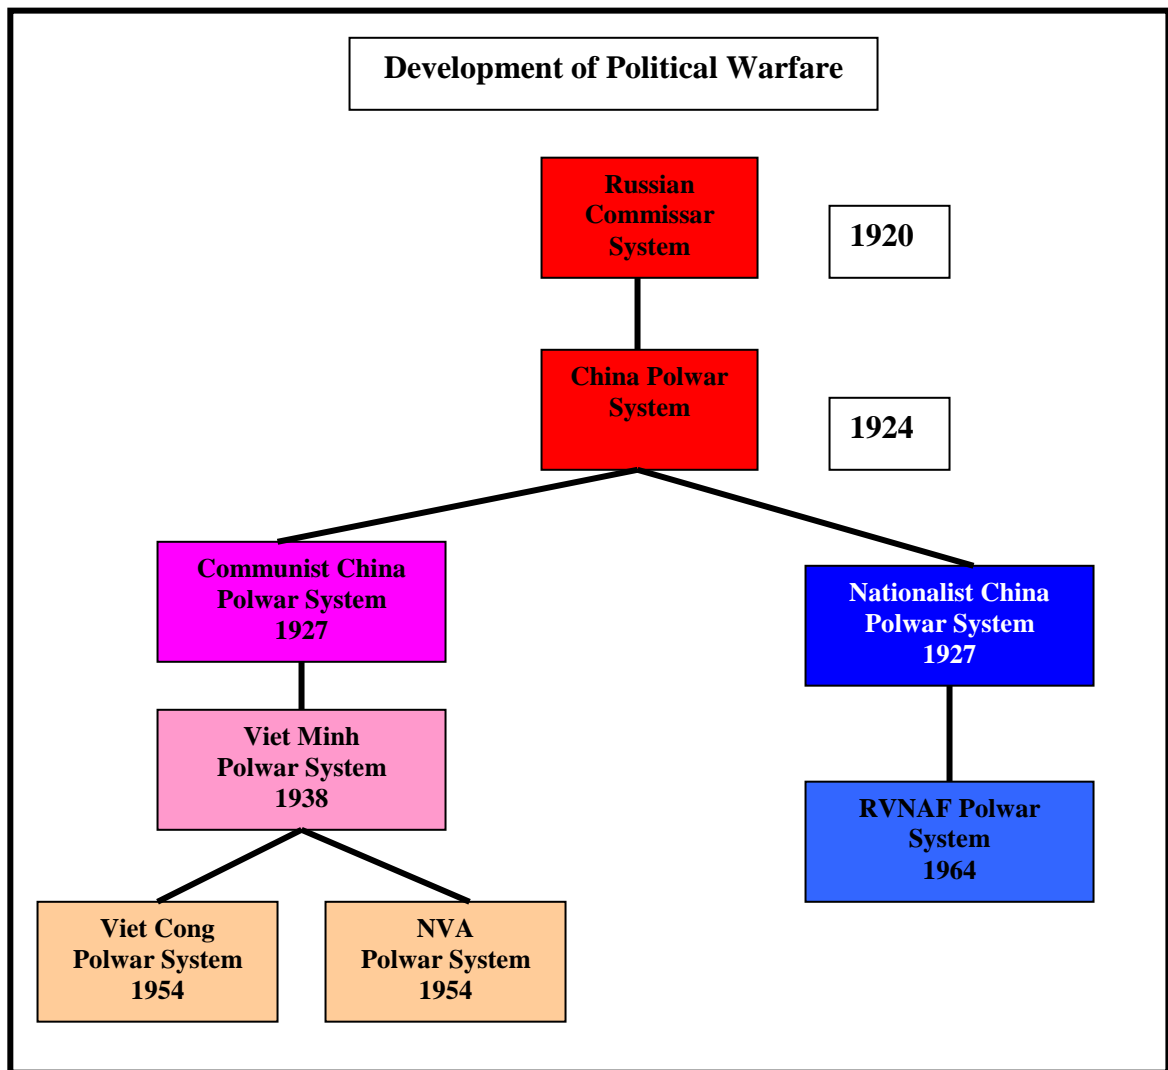 Development of Political Warfare
Russian
Commissar
System
1920
China Polwar
System
1924
Communist China
Polwar System
1927
Nationalist China
Polwar System
1927
Viet Minh
Polwar System
1938
RVNAF Polwar
System
1964
Viet Cong
Polwar System
1954
NVA
Polwar System
1954